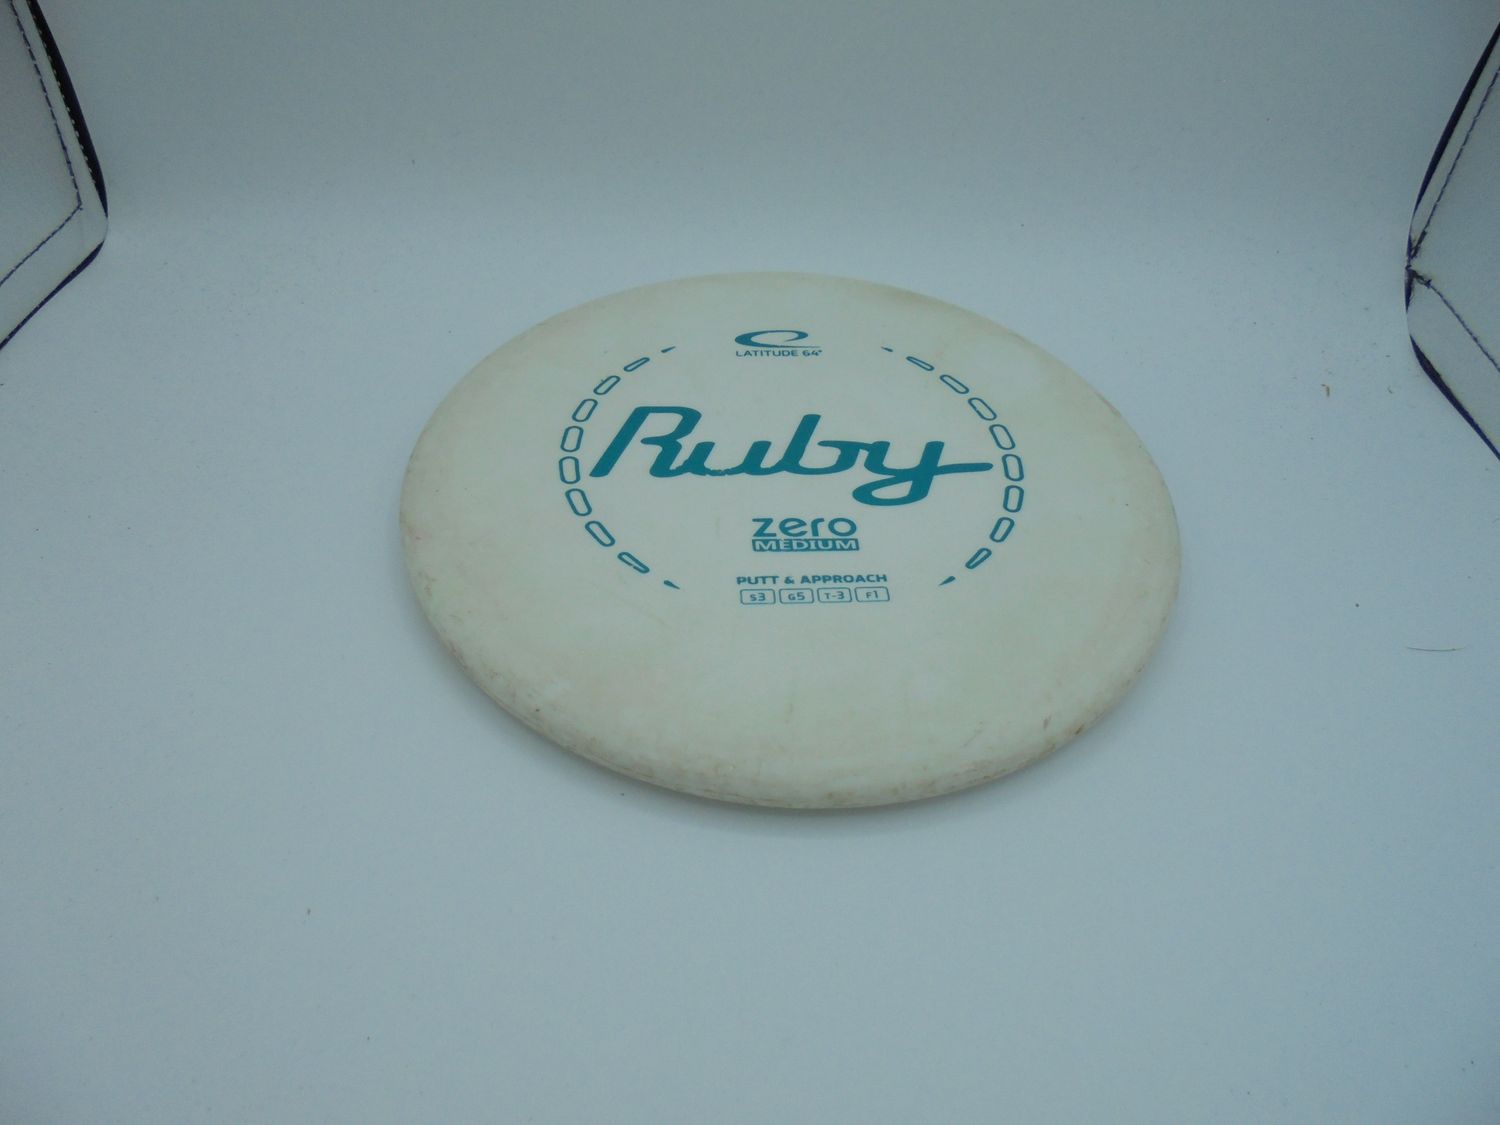 LATITUDE 64°
Ruby
zero
MEDIUM
PUTT & APPROACH
S3 G5 T-3 F1